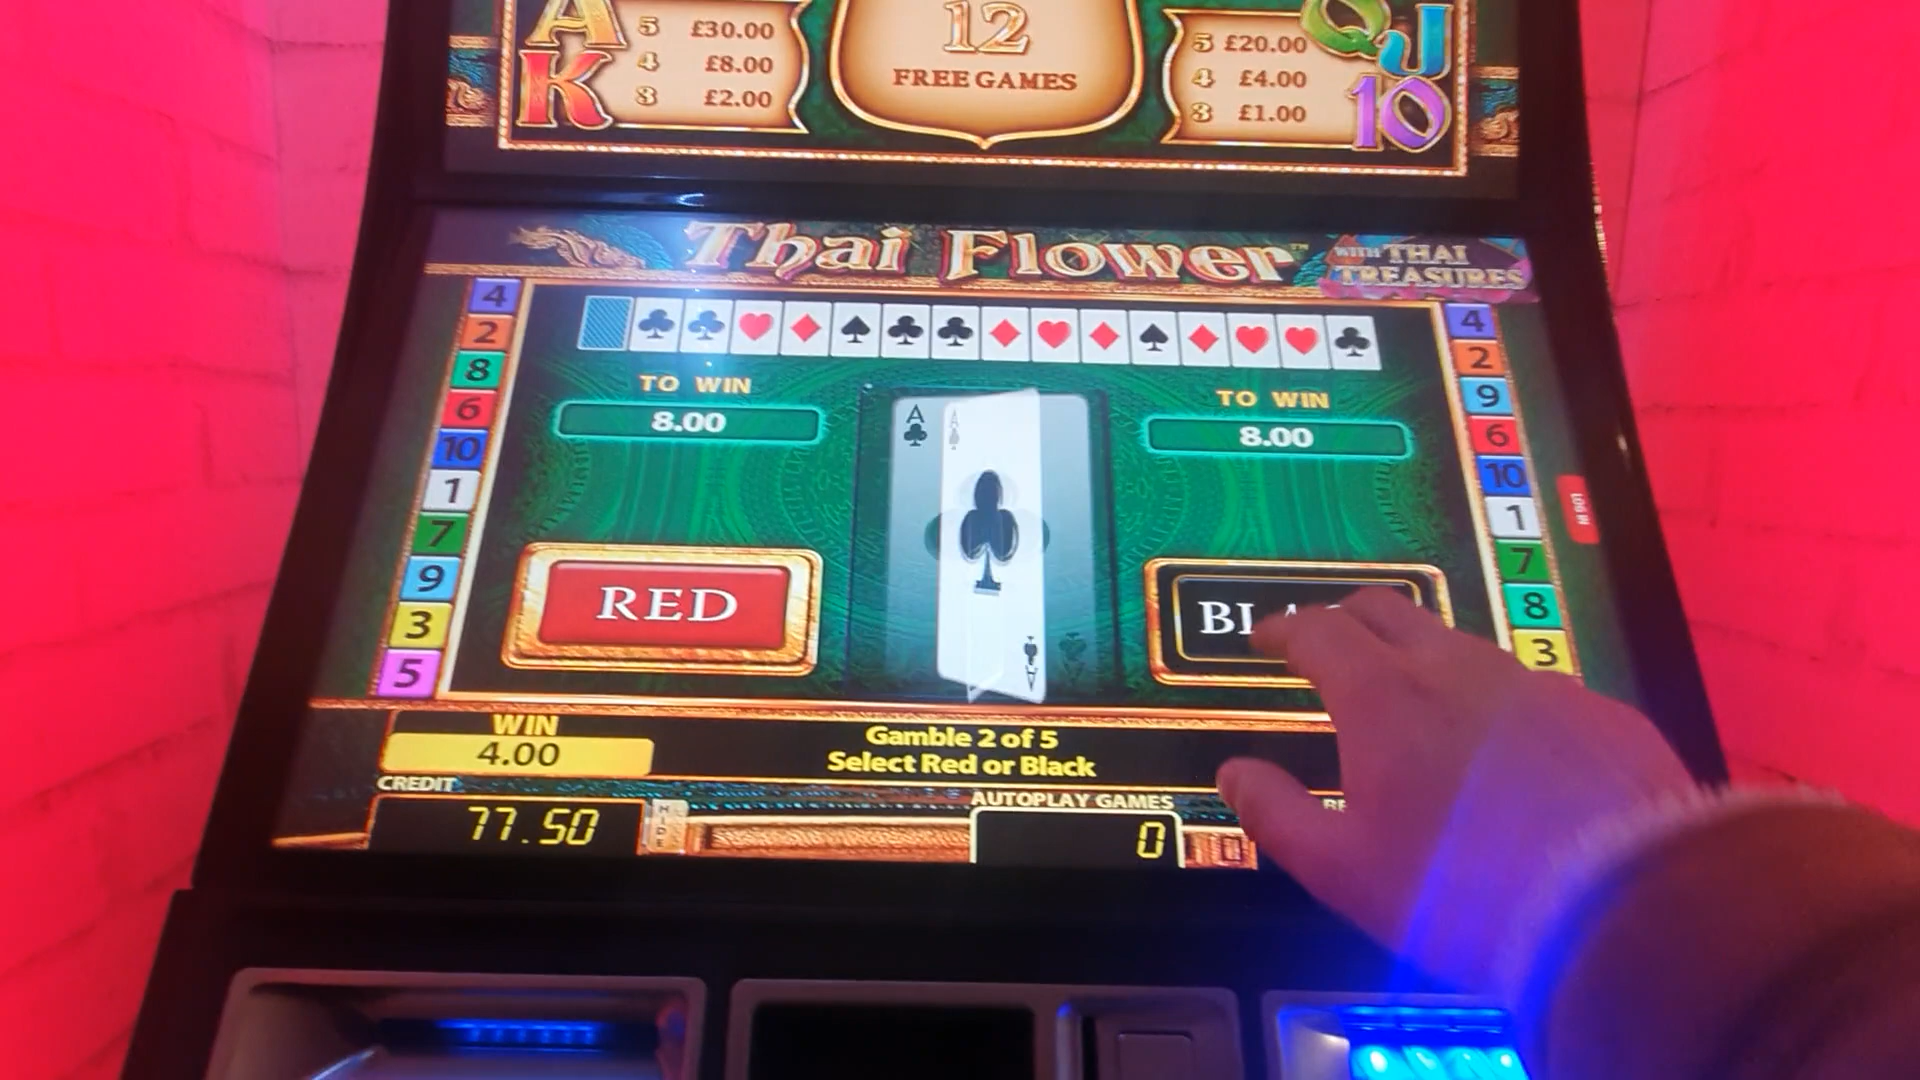 A
K
5 £30.00
4 £8.00
3 £2.00
12
FREE GAMES
5 £20.00
4 £4.00
3 £1.00
Q J
10
Thai Flower™
WITH THAI
TREASURES
4
2
8
6
10
1
7
9
3
5
TO WIN
8.00
A
A
A
RED
TO WIN
8.00
4
2
9
6
10
1
7
8
3
WIN
4.00
Gamble 2 of 5
Select Red or Black
CREDIT
77.50
HIDE
AUTOPLAY GAMES
0